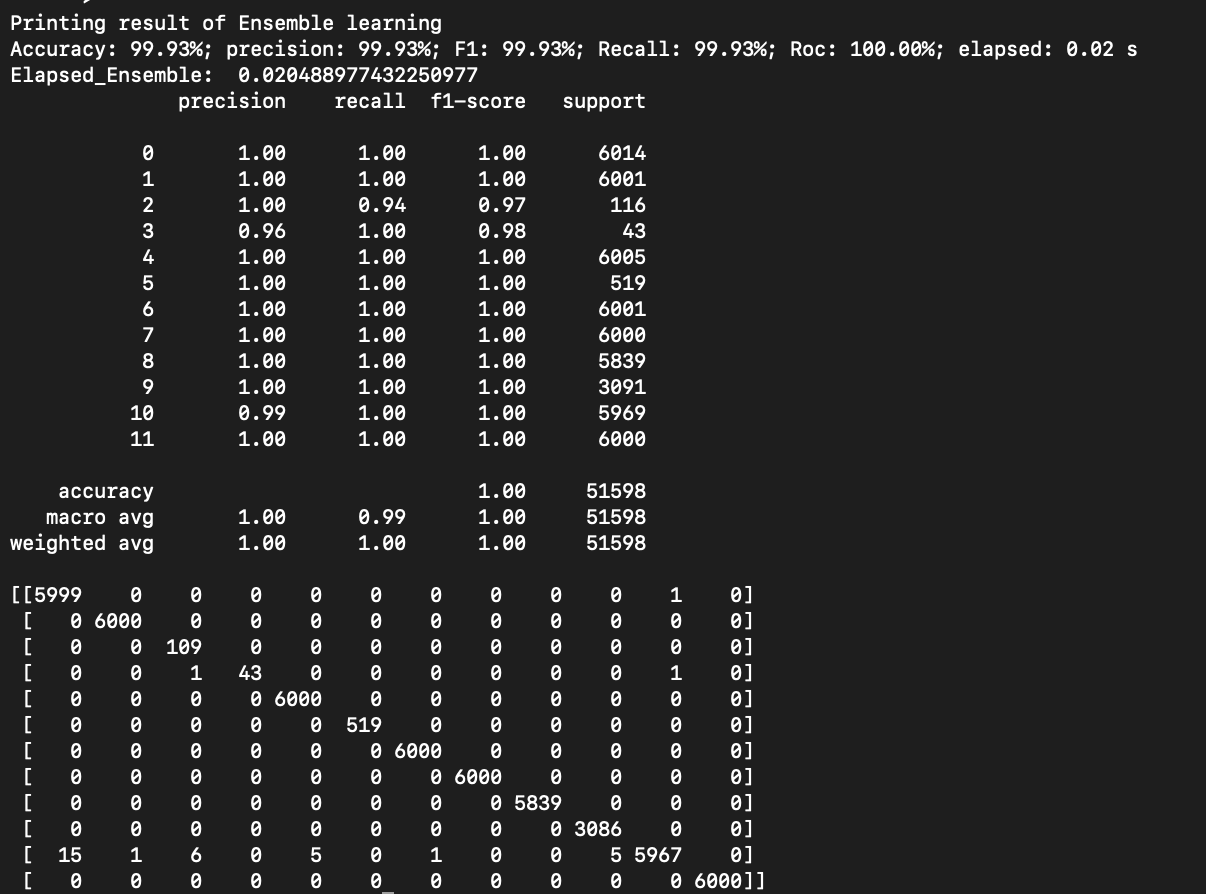 Printing result of Ensemble learning
Accuracy: 99.93%; precision: 99.93%; F1: 99.93%; Recall: 99.93%; Roc: 100.00%; elapsed: 0.02 s
Elapsed_Ensemble:  0.020488977432250977
              precision    recall  f1-score   support

           0       1.00      1.00      1.00      6014
           1       1.00      1.00      1.00      6001
           2       1.00      0.94      0.97       116
           3       0.96      1.00      0.98        43
           4       1.00      1.00      1.00      6005
           5       1.00      1.00      1.00       519
           6       1.00      1.00      1.00      6001
           7       1.00      1.00      1.00      6000
           8       1.00      1.00      1.00      5839
           9       1.00      1.00      1.00      3091
          10       0.99      1.00      1.00      5969
          11       1.00      1.00      1.00      6000

    accuracy                           1.00     51598
   macro avg       1.00      0.99      1.00     51598
weighted avg       1.00      1.00      1.00     51598

[[5999    0    0    0    0    0    0    0    0    0    1    0]
 [   0 6000    0    0    0    0    0    0    0    0    0    0]
 [   0    0  109    0    0    0    0    0    0    0    0    0]
 [   0    0    1   43    0    0    0    0    0    0    1    0]
 [   0    0    0    0 6000    0    0    0    0    0    0    0]
 [   0    0    0    0    0  519    0    0    0    0    0    0]
 [   0    0    0    0    0    0 6000    0    0    0    0    0]
 [   0    0    0    0    0    0    0 6000    0    0    0    0]
 [   0    0    0    0    0    0    0    0 5839    0    0    0]
 [   0    0    0    0    0    0    0    0    0 3086    0    0]
 [  15    1    6    0    5    0    1    0    0    5 5967    0]
 [   0    0    0    0    0    0    0    0    0    0    0 6000]]